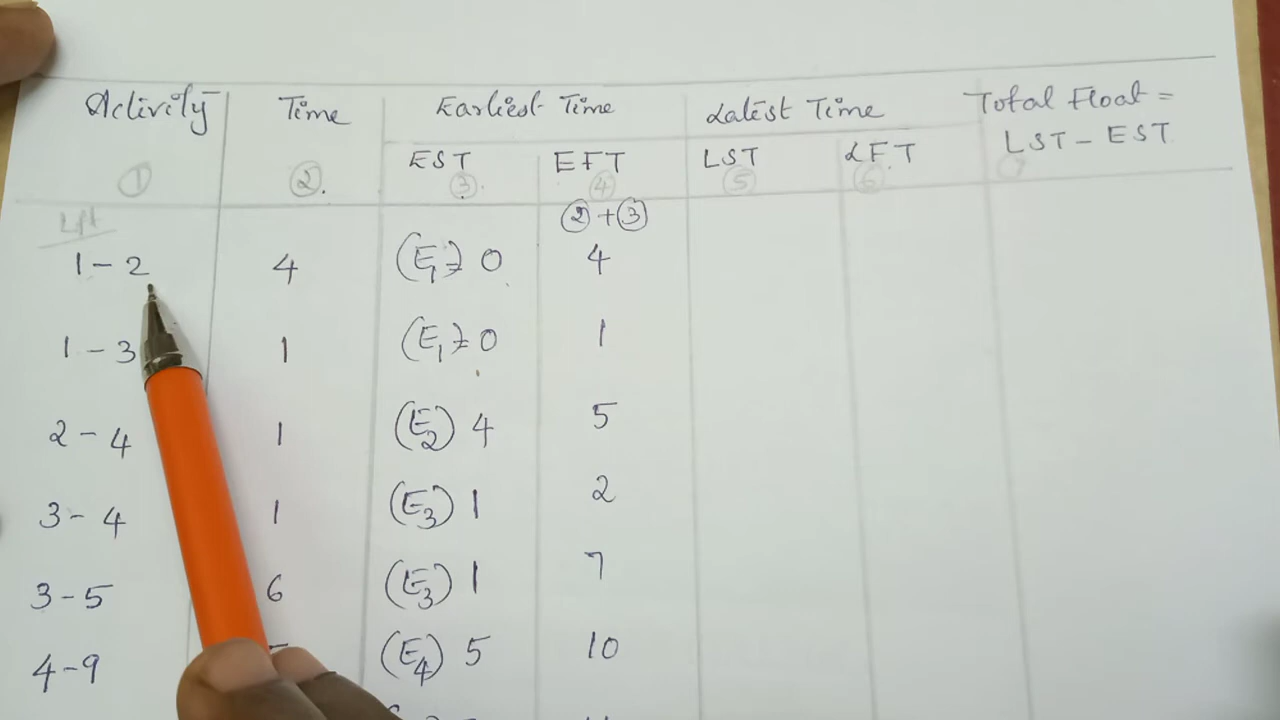 Activity Time Earliest Time Latest Time Total Float =
EST EFT LST LFT LST - EST
① ② ③ ④ ⑤ ⑥ 7
② + ③
1 - 2 4 (E1) = 0 4
1 - 3 1 (E1) = 0 1
2 - 4 1 (E2) 4 5
3 - 4 1 (E3) 1 2
3 - 5 6 (E3) 1 7
4 - 9 (E4) 5 10